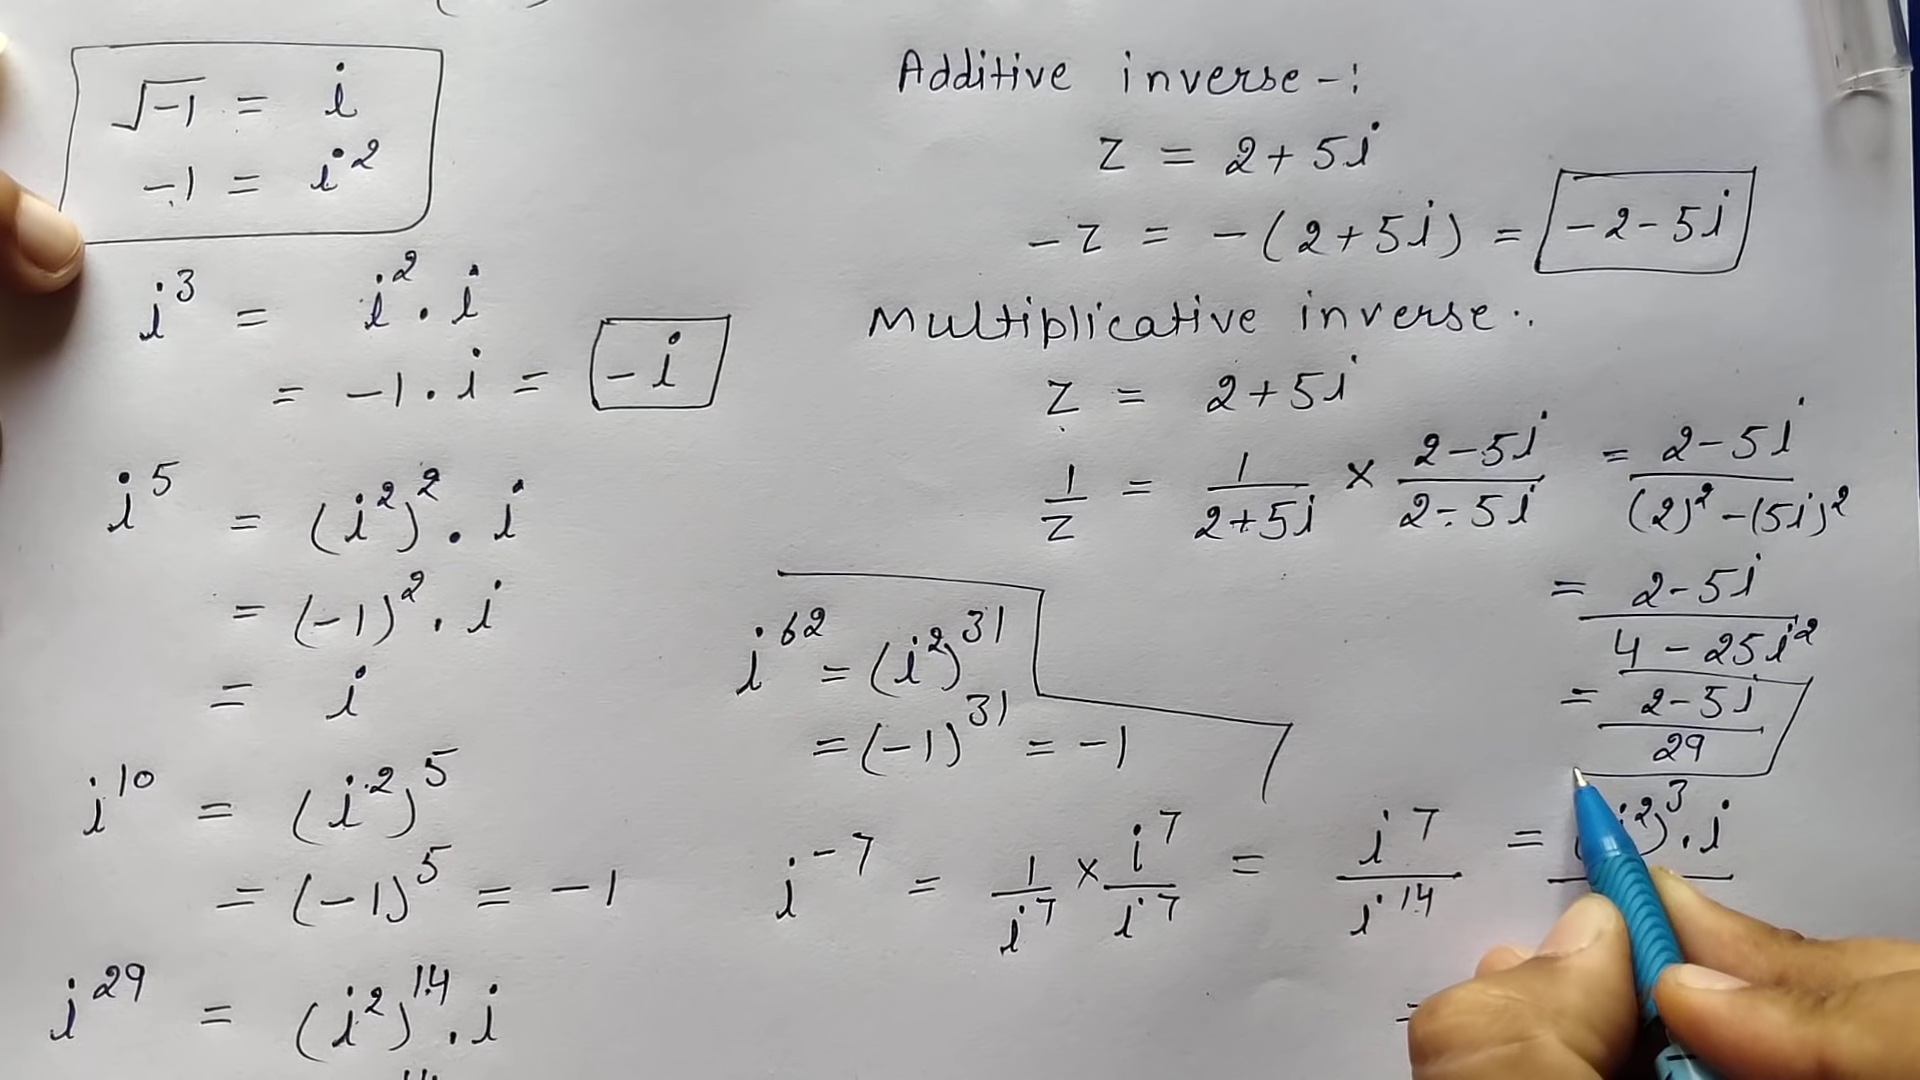 √-1 = i
-1 = i²
i³ = i² · i
= -1 · i = -i
i⁵ = (i²)² · i
= (-1)² · i
= i
i¹⁰ = (i²)⁵
= (-1)⁵ = -1
i²⁹ = (i²)¹⁴ · i
Additive inverse -:
z = 2 + 5i
-z = -(2+5i) = -2-5i
Multiplicative inverse :.
z = 2+5i
1/z = 1/(2+5i) × (2-5i)/(2-5i) = (2-5i)/((2)²-(5i)²)
= (2-5i)/(4-25i²)
= (2-5i)/29
i⁶² = (i²)³¹
= (-1)³¹ = -1
i⁻⁷ = 1/i⁷ × i⁷/i⁷ = i⁷/i¹⁴ = (i²)³ · i
=